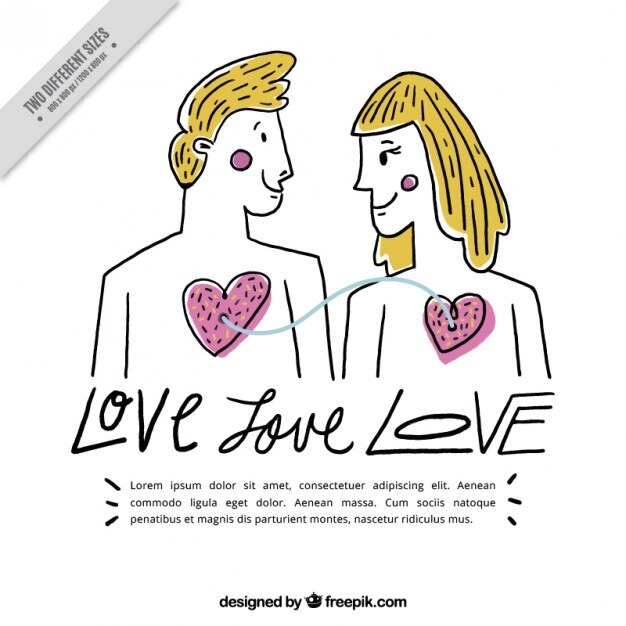 TWO DIFFERENT SIZES
800 x 800 px / 1200 x 800 px
LOVE Love LOVE
Lorem ipsum dolor sit amet, consectetuer adipiscing elit. Aenean
commodo ligula eget dolor. Aenean massa. Cum sociis natoque
penatibus et magnis dis parturient montes, nascetur ridiculus mus.
designed by freepik.com